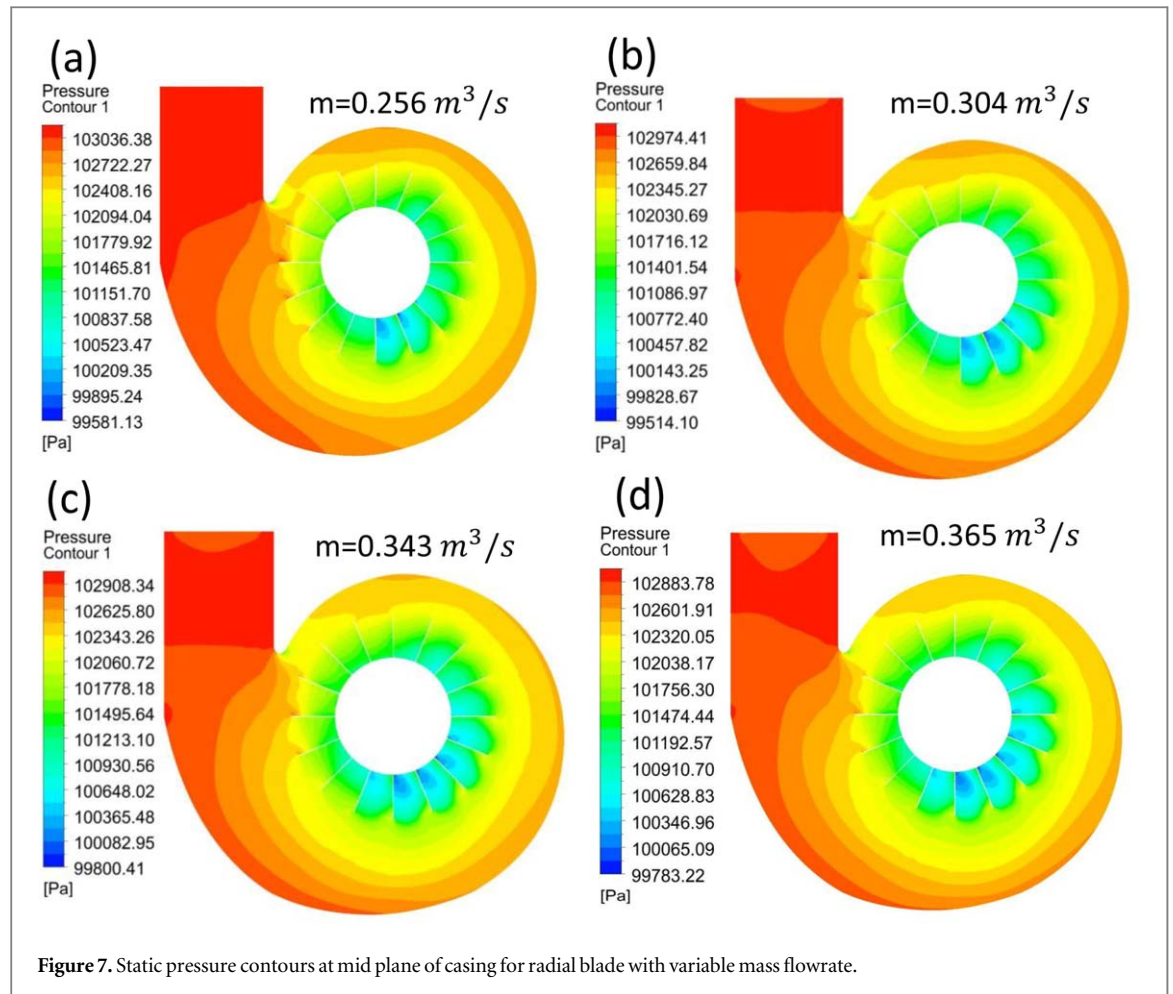 (a)
Pressure
Contour 1
m=0.256 m³/s
103036.38
102722.27
102408.16
102094.04
101779.92
101465.81
101151.70
100837.58
100523.47
100209.35
99895.24
99581.13
[Pa]
(b)
Pressure
Contour 1
m=0.304 m³/s
102974.41
102659.84
102345.27
102030.69
101716.12
101401.54
101086.97
100772.40
100457.82
100143.25
99828.67
99514.10
[Pa]
(c)
Pressure
Contour 1
m=0.343 m³/s
102908.34
102625.80
102343.26
102060.72
101778.18
101495.64
101213.10
100930.56
100648.02
100365.48
100082.95
99800.41
[Pa]
(d)
Pressure
Contour 1
m=0.365 m³/s
102883.78
102601.91
102320.05
102038.17
101756.30
101474.44
101192.57
100910.70
100628.83
100346.96
100065.09
99783.22
[Pa]
Figure 7. Static pressure contours at mid plane of casing for radial blade with variable mass flowrate.